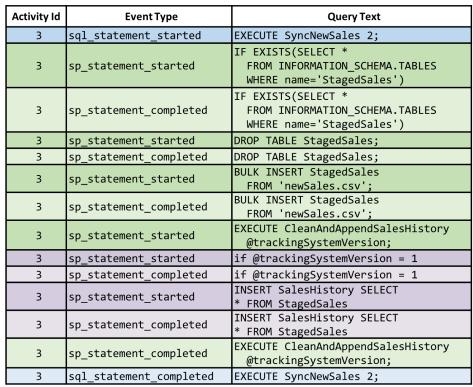 Activity Id Event Type Query Text
3 sql_statement_started EXECUTE SyncNewSales 2;
3 sp_statement_started IF EXISTS(SELECT *
FROM INFORMATION_SCHEMA.TABLES
WHERE name='StagedSales')
3 sp_statement_completed IF EXISTS(SELECT *
FROM INFORMATION_SCHEMA.TABLES
WHERE name='StagedSales')
3 sp_statement_started DROP TABLE StagedSales;
3 sp_statement_completed DROP TABLE StagedSales;
3 sp_statement_started BULK INSERT StagedSales
FROM 'newSales.csv';
3 sp_statement_completed BULK INSERT StagedSales
FROM 'newSales.csv';
3 sp_statement_started EXECUTE CleanAndAppendSalesHistory
@trackingSystemVersion;
3 sp_statement_started if @trackingSystemVersion = 1
3 sp_statement_completed if @trackingSystemVersion = 1
3 sp_statement_started INSERT SalesHistory SELECT
* FROM StagedSales
3 sp_statement_completed INSERT SalesHistory SELECT
* FROM StagedSales
3 sp_statement_completed EXECUTE CleanAndAppendSalesHistory
@trackingSystemVersion;
3 sql_statement_completed EXECUTE SyncNewSales 2;